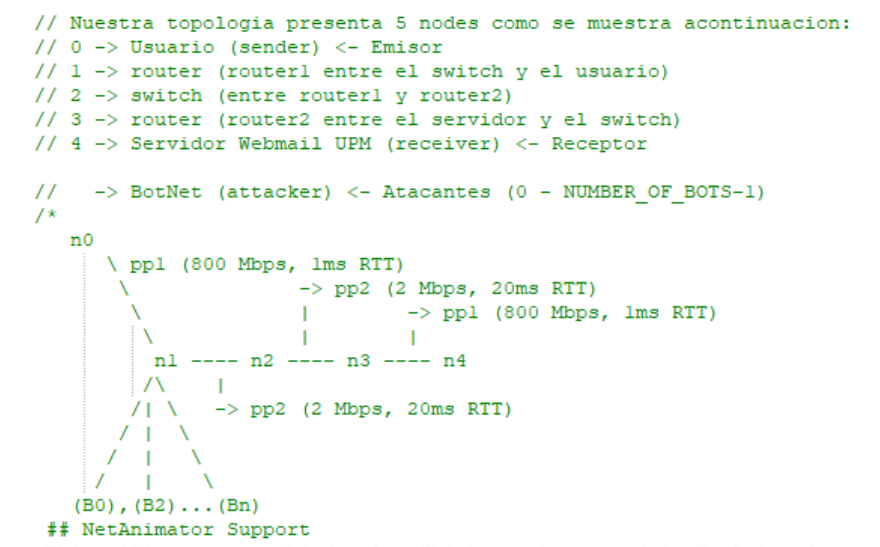 // Nuestra topologia presenta 5 nodes como se muestra acontinuacion:
// 0 -> Usuario (sender) <- Emisor
// 1 -> router (router1 entre el switch y el usuario)
// 2 -> switch (entre router1 y router2)
// 3 -> router (router2 entre el servidor y el switch)
// 4 -> Servidor Webmail UPM (receiver) <- Receptor
//   -> BotNet (attacker) <- Atacantes (0 - NUMBER_OF_BOTS-1)
/*
   n0
      \ pp1 (800 Mbps, 1ms RTT)
       \               -> pp2 (2 Mbps, 20ms RTT)
        \              |        -> pp1 (800 Mbps, 1ms RTT)
         \             |        |
          n1 ---- n2 ---- n3 ---- n4
         /\     |
        /| \   -> pp2 (2 Mbps, 20ms RTT)
       / |  \
      /  |   \
     /   |    \
   (B0),(B2)...(Bn)
 ## NetAnimator Support